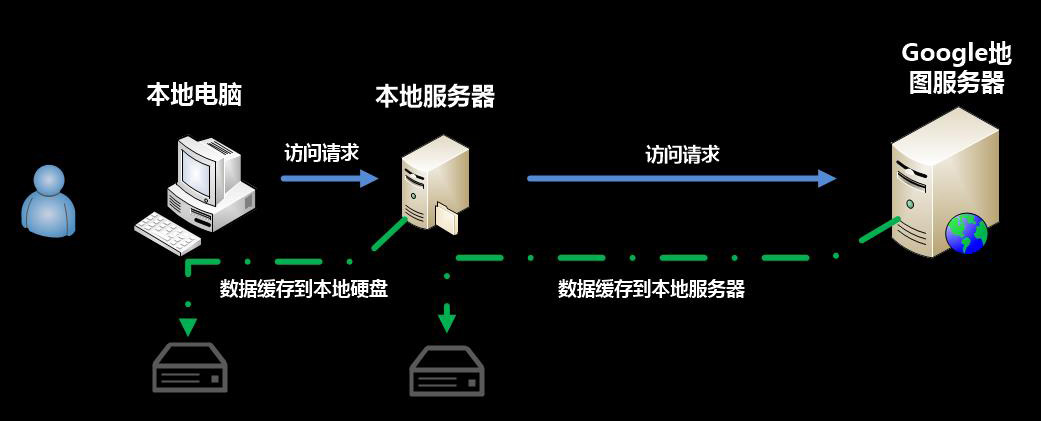 Google地
图服务器
本地电脑
本地服务器
访问请求
访问请求
数据缓存到本地硬盘
数据缓存到本地服务器